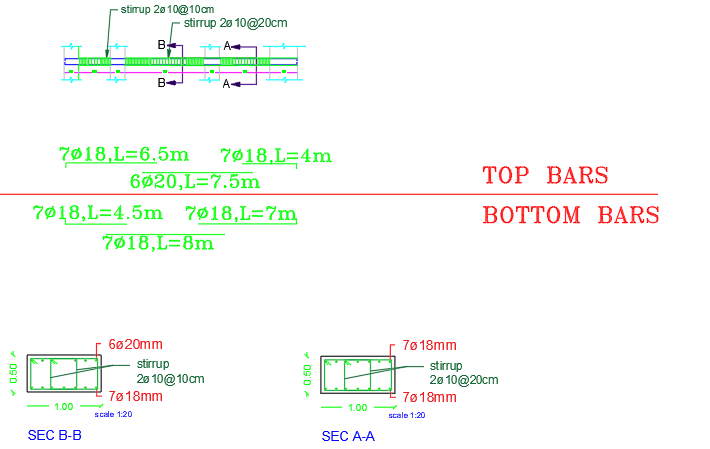 stirrup 2ø10@10cm
stirrup 2ø10@20cm
B
A
B
A
7ø18,L=6.5m
7ø18,L=4m
6ø20,L=7.5m
TOP BARS
7ø18,L=4.5m
7ø18,L=7m
BOTTOM BARS
7ø18,L=8m
6ø20mm
stirrup
2ø10@10cm
7ø18mm
0.50
1.00
scale 1:20
SEC B-B
7ø18mm
stirrup
2ø10@20cm
7ø18mm
0.50
1.00
scale 1:20
SEC A-A